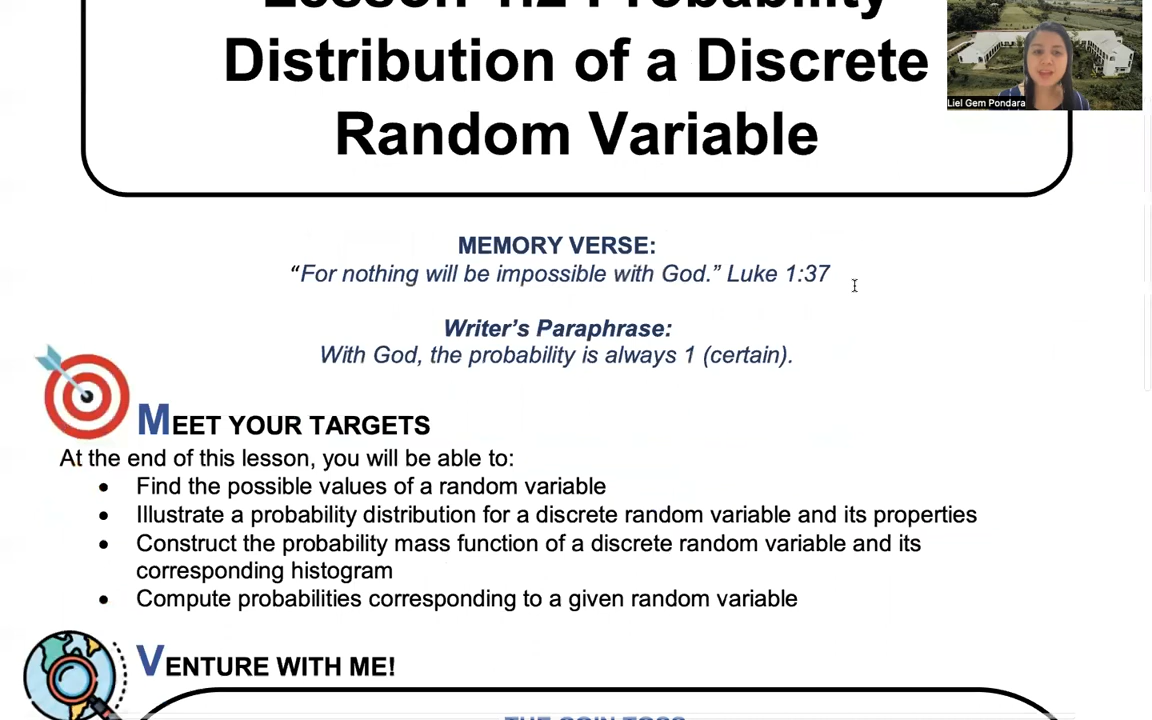 Lesson 1.2 Probability
Distribution of a Discrete
Random Variable
Liel Gem Pondara
MEMORY VERSE:
“For nothing will be impossible with God.” Luke 1:37
Writer’s Paraphrase:
With God, the probability is always 1 (certain).
MEET YOUR TARGETS
At the end of this lesson, you will be able to:
• Find the possible values of a random variable
• Illustrate a probability distribution for a discrete random variable and its properties
• Construct the probability mass function of a discrete random variable and its
corresponding histogram
• Compute probabilities corresponding to a given random variable
VENTURE WITH ME!
THE COIN TOSS